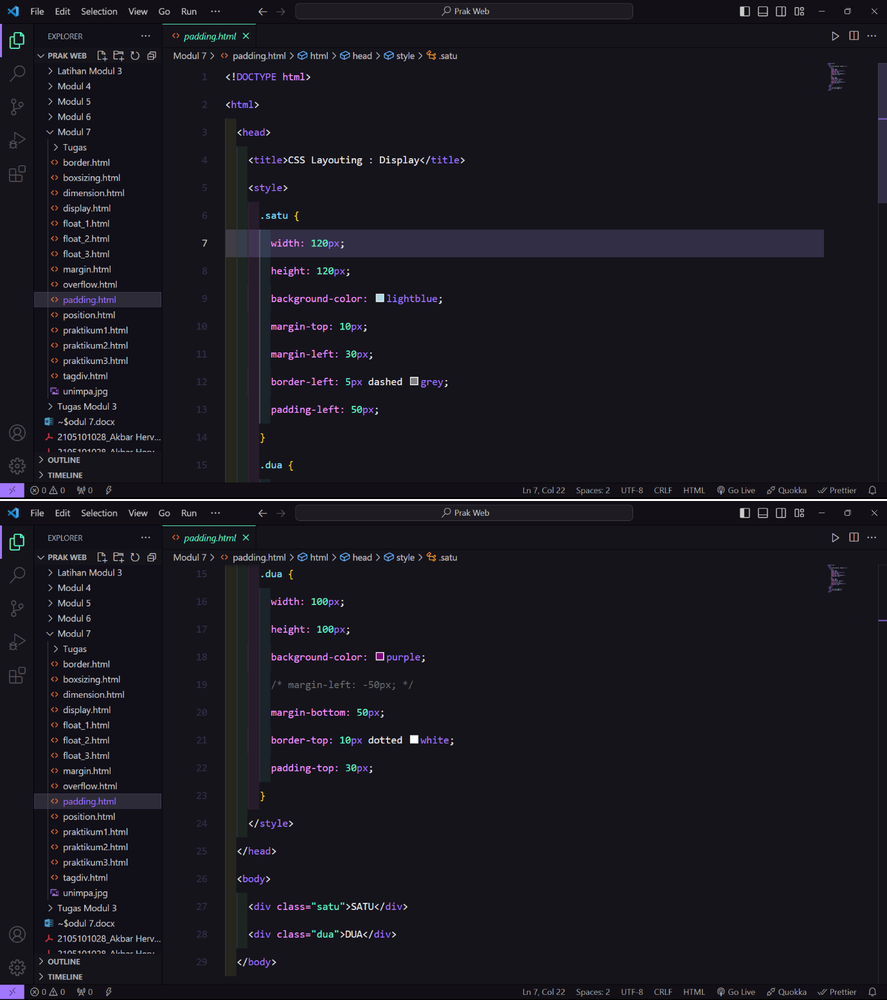 File Edit Selection View Go Run ··· Prak Web
EXPLORER ··· padding.html
PRAK WEB Modul 7 > padding.html > html > head > style > .satu
Latihan Modul 3
Modul 4
Modul 5
Modul 6
Modul 7
Tugas
border.html
boxsizing.html
dimension.html
display.html
float_1.html
float_2.html
float_3.html
margin.html
overflow.html
padding.html
position.html
praktikum1.html
praktikum2.html
praktikum3.html
tagdiv.html
unimpa.jpg
Tugas Modul 3
~$odul 7.docx
2105101028_Akbar Herv...
2105101028_Akbar Herv
OUTLINE
TIMELINE
1 <!DOCTYPE html>
2 <html>
3 <head>
4 <title>CSS Layouting : Display</title>
5 <style>
6 .satu {
7 width: 120px;
8 height: 120px;
9 background-color: lightblue;
10 margin-top: 10px;
11 margin-left: 30px;
12 border-left: 5px dashed grey;
13 padding-left: 50px;
14 }
15 .dua {
0 0 0 Ln 7, Col 22 Spaces: 2 UTF-8 CRLF HTML Go Live Quokka Prettier
File Edit Selection View Go Run ··· Prak Web
EXPLORER ··· padding.html
PRAK WEB Modul 7 > padding.html > html > head > style > .satu
Latihan Modul 3
Modul 4
Modul 5
Modul 6
Modul 7
Tugas
border.html
boxsizing.html
dimension.html
display.html
float_1.html
float_2.html
float_3.html
margin.html
overflow.html
padding.html
position.html
praktikum1.html
praktikum2.html
praktikum3.html
tagdiv.html
unimpa.jpg
Tugas Modul 3
~$odul 7.docx
2105101028_Akbar Herv...
2105101028_Akbar Herv
OUTLINE
TIMELINE
15 .dua {
16 width: 100px;
17 height: 100px;
18 background-color: purple;
19 /* margin-left: -50px; */
20 margin-bottom: 50px;
21 border-top: 10px dotted white;
22 padding-top: 30px;
23 }
24 </style>
25 </head>
26 <body>
27 <div class="satu">SATU</div>
28 <div class="dua">DUA</div>
29 </body>
0 0 0 Ln 7, Col 22 Spaces: 2 UTF-8 CRLF HTML Go Live Quokka Prettier